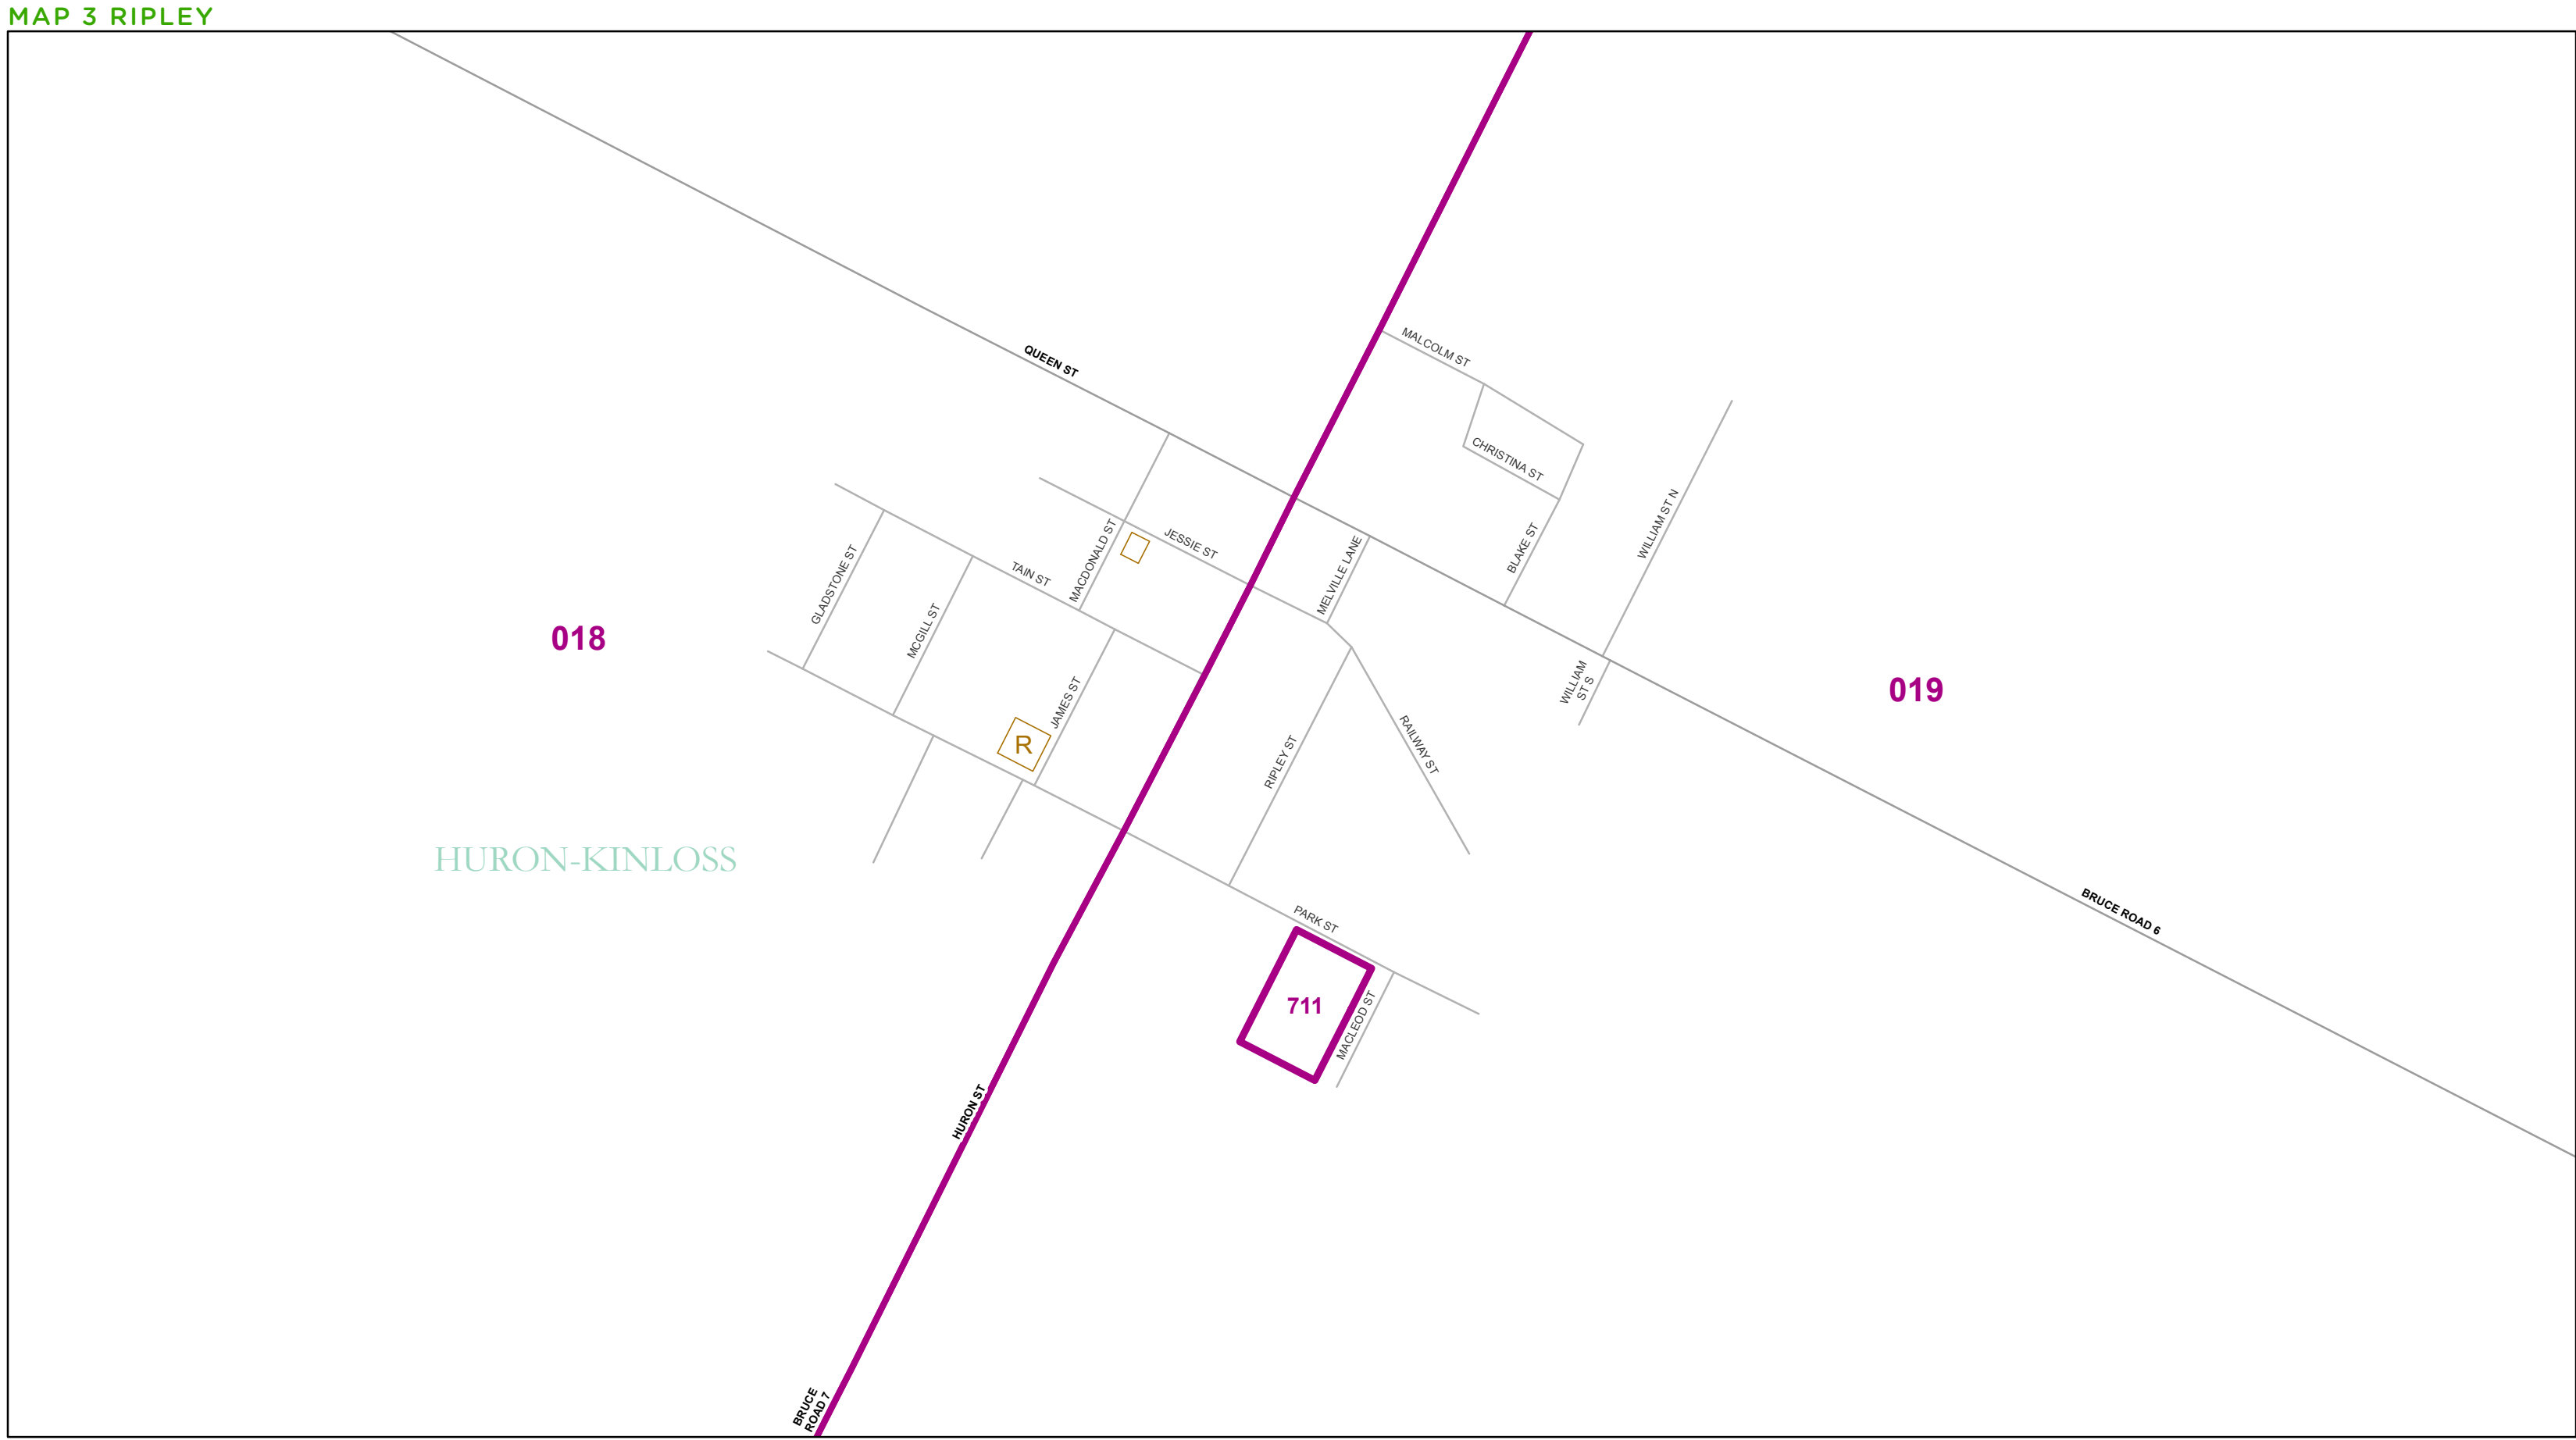 MAP 3 RIPLEY
MALCOLM ST
QUEEN ST
CHRISTINA ST
WILLIAM ST N
BLAKE ST
JESSIE ST
MACDONALD ST
MELVILLE LANE
TAIN ST
GLADSTONE ST
MCGILL ST
018
WILLIAM
ST S
019
JAMES ST
R
RAILWAY ST
RIPLEY ST
HURON-KINLOSS
PARK ST
BRUCE ROAD 6
711
MACLEOD ST
HURON ST
BRUCE
ROAD 7